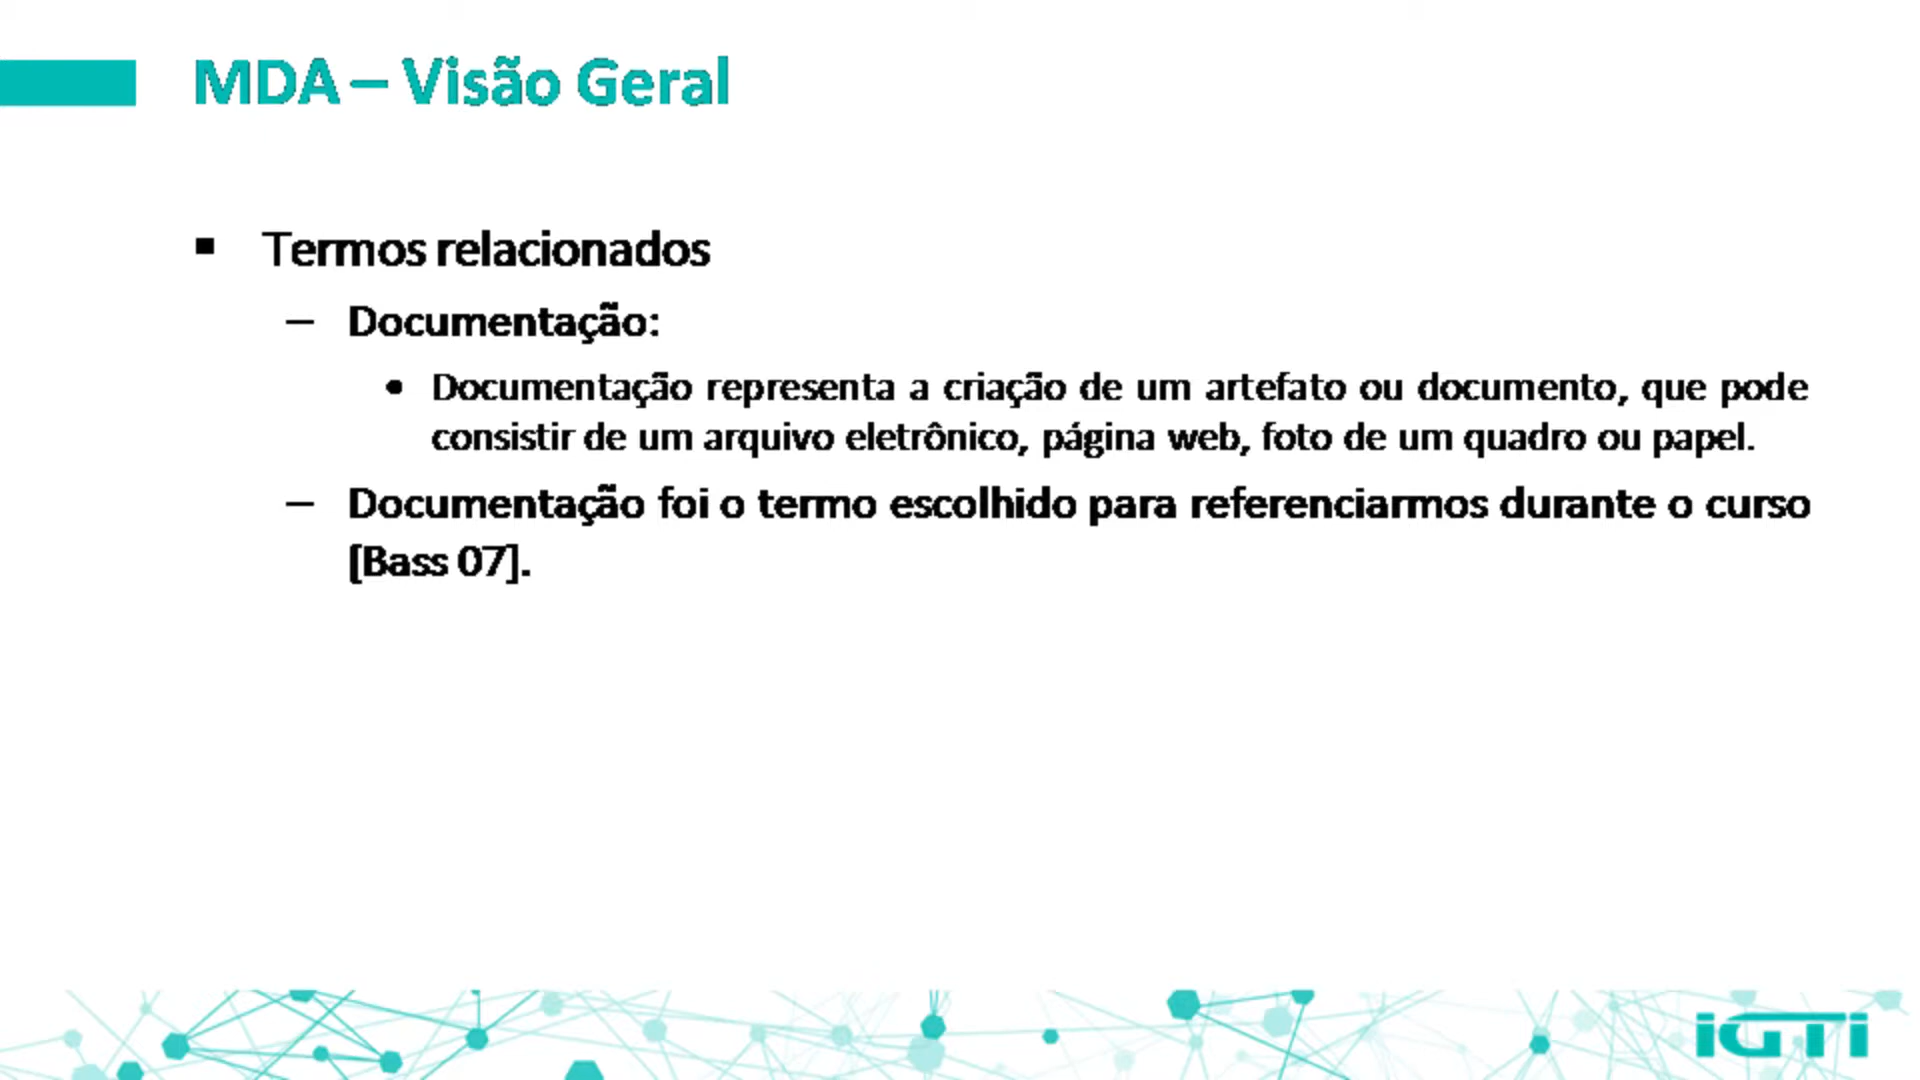 MDA – Visão Geral
▪ Termos relacionados
– Documentação:
• Documentação representa a criação de um artefato ou documento, que pode
consistir de um arquivo eletrônico, página web, foto de um quadro ou papel.
– Documentação foi o termo escolhido para referenciarmos durante o curso
[Bass 07].
iGTi